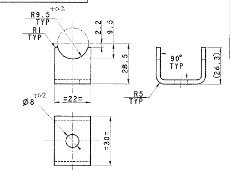 +0.2
R9,5
TYP
R1
TYP
2.2
9.5
28.5
90°
TYP
(26.3)
R5
TYP
t
=22=
+0.2
Ø8
=30=